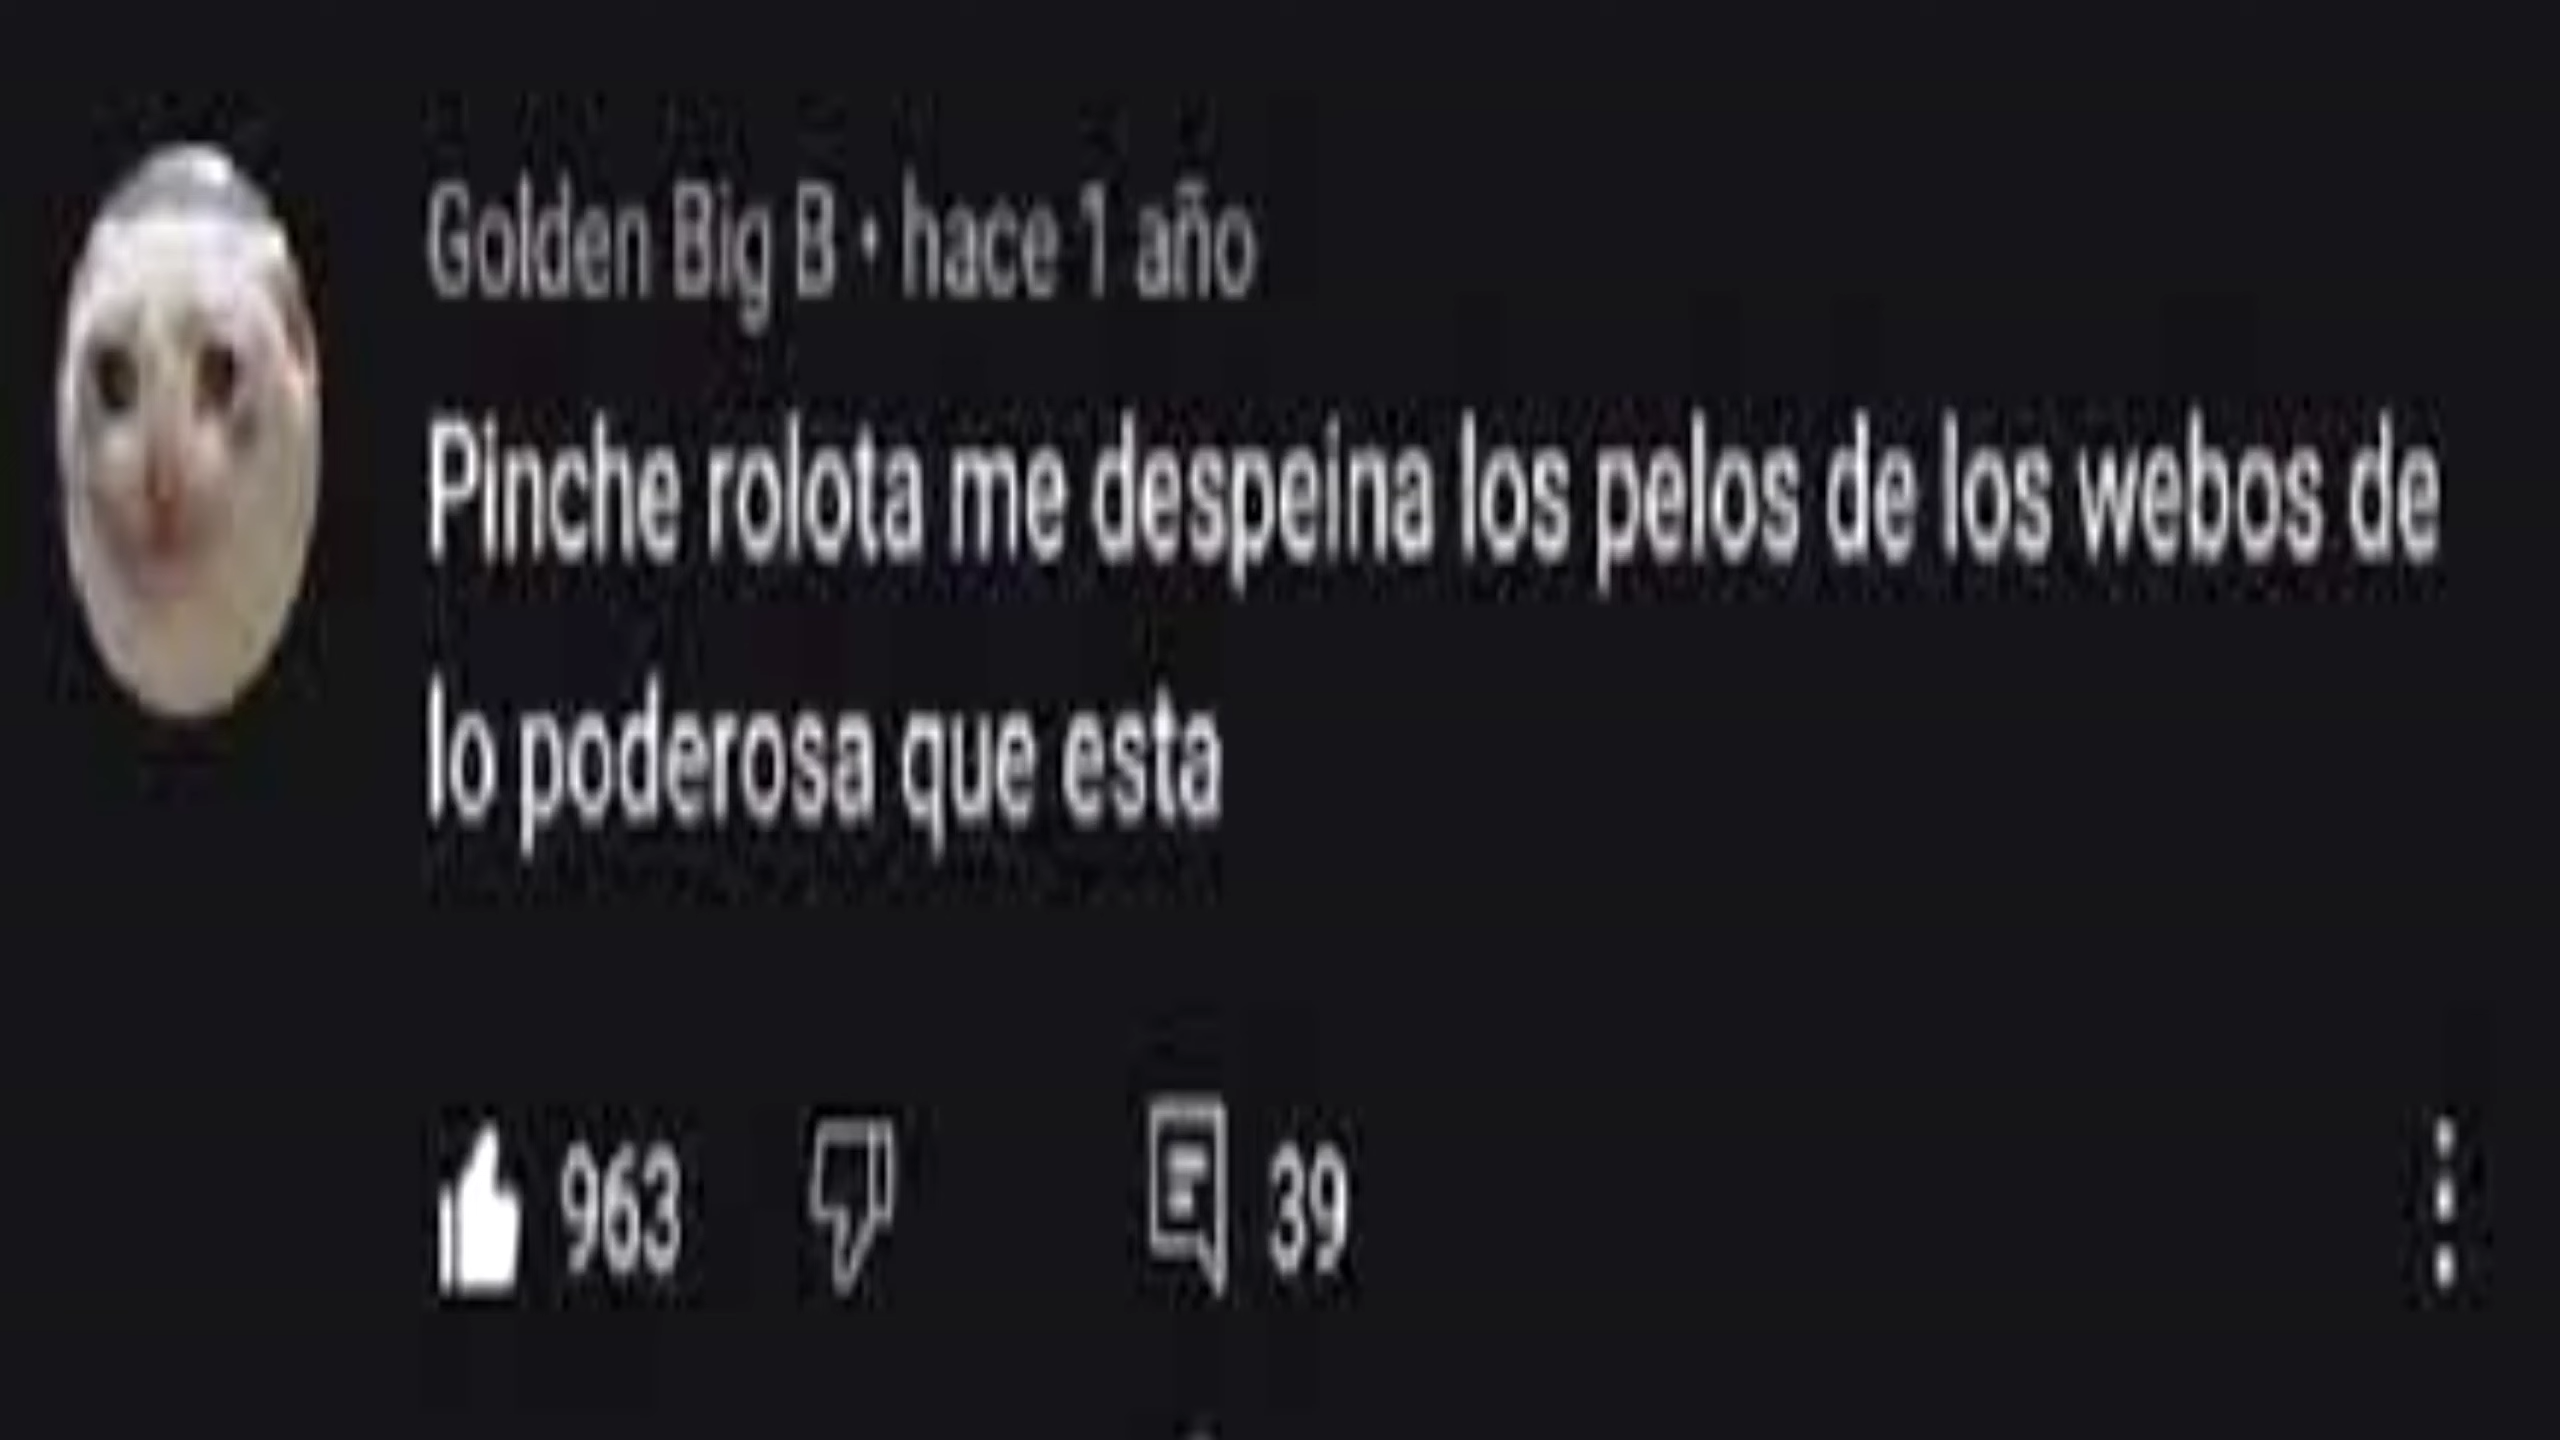 Golden Big B • hace 1 año
Pinche rolota me despeina los pelos de los webos de
lo poderosa que esta
963 39